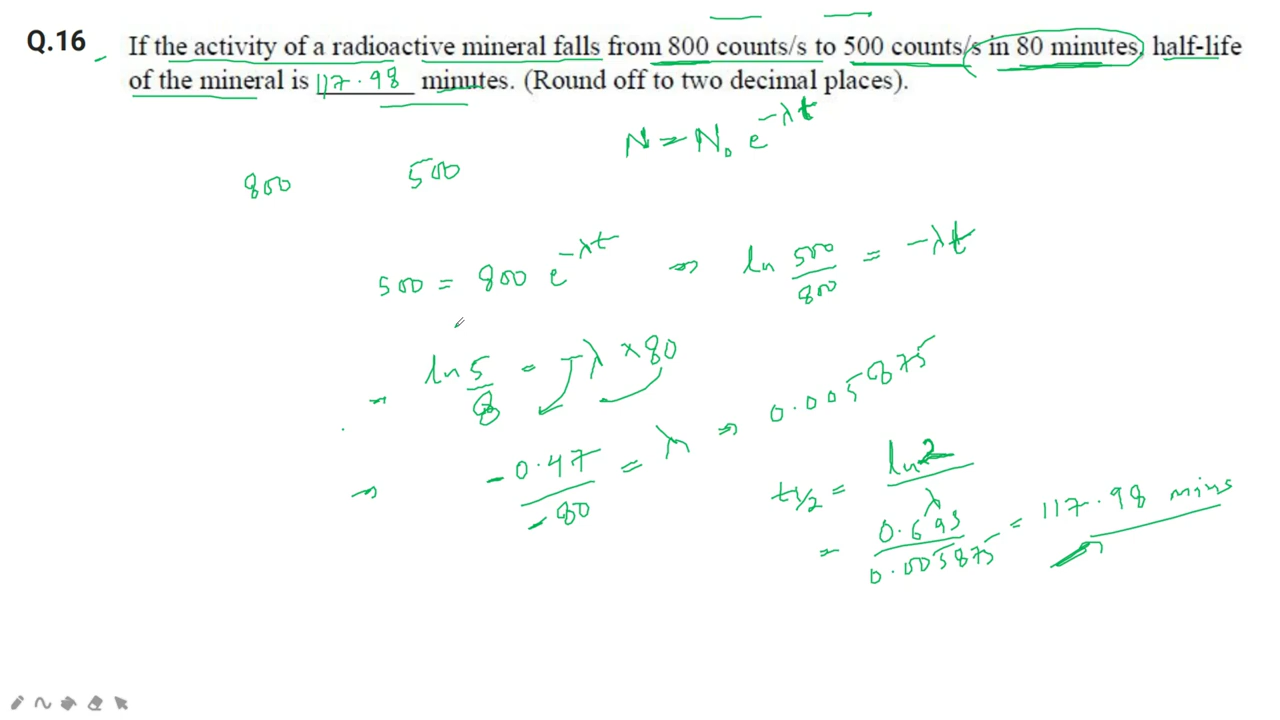 Q.16 If the activity of a radioactive mineral falls from 800 counts/s to 500 counts/s in 80 minutes, half-life
of the mineral is 117.98 minutes. (Round off to two decimal places).
N = N₀ e^-λt
800 500
500 = 800 e^-λt ⇒ ln 500/800 = -λt
⇒ ln 5/8 = -λ × 80
⇒ -0.47/-80 = λ ⇒ 0.005875
t1/2 = ln2/λ
= 0.693/0.005875 = 117.98 mins